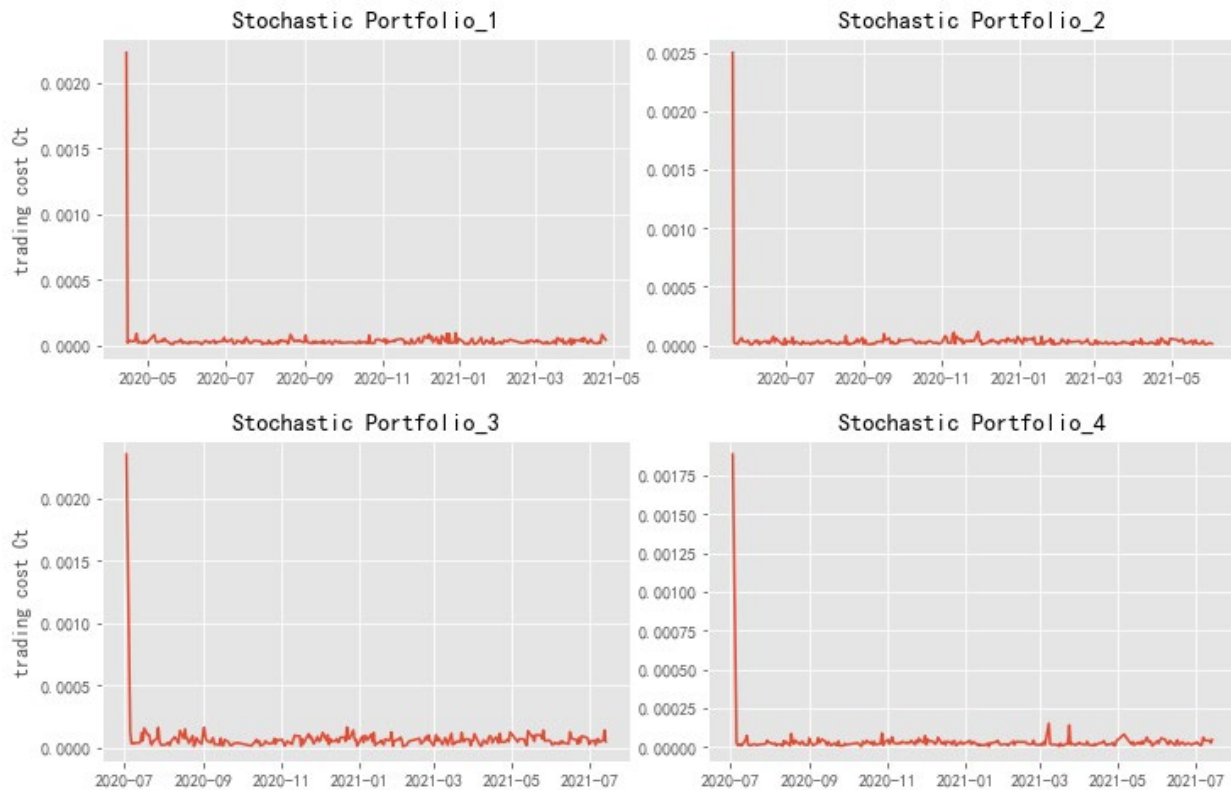 Stochastic Portfolio_1
trading cost Ct
0.0020
0.0015
0.0010
0.0005
0.0000
2020-05 2020-07 2020-09 2020-11 2021-01 2021-03 2021-05
Stochastic Portfolio_2
0.0025
0.0020
0.0015
0.0010
0.0005
0.0000
2020-07 2020-09 2020-11 2021-01 2021-03 2021-05
Stochastic Portfolio_3
trading cost Ct
0.0020
0.0015
0.0010
0.0005
0.0000
2020-07 2020-09 2020-11 2021-01 2021-03 2021-05 2021-07
Stochastic Portfolio_4
0.00175
0.00150
0.00125
0.00100
0.00075
0.00050
0.00025
0.00000
2020-07 2020-09 2020-11 2021-01 2021-03 2021-05 2021-07